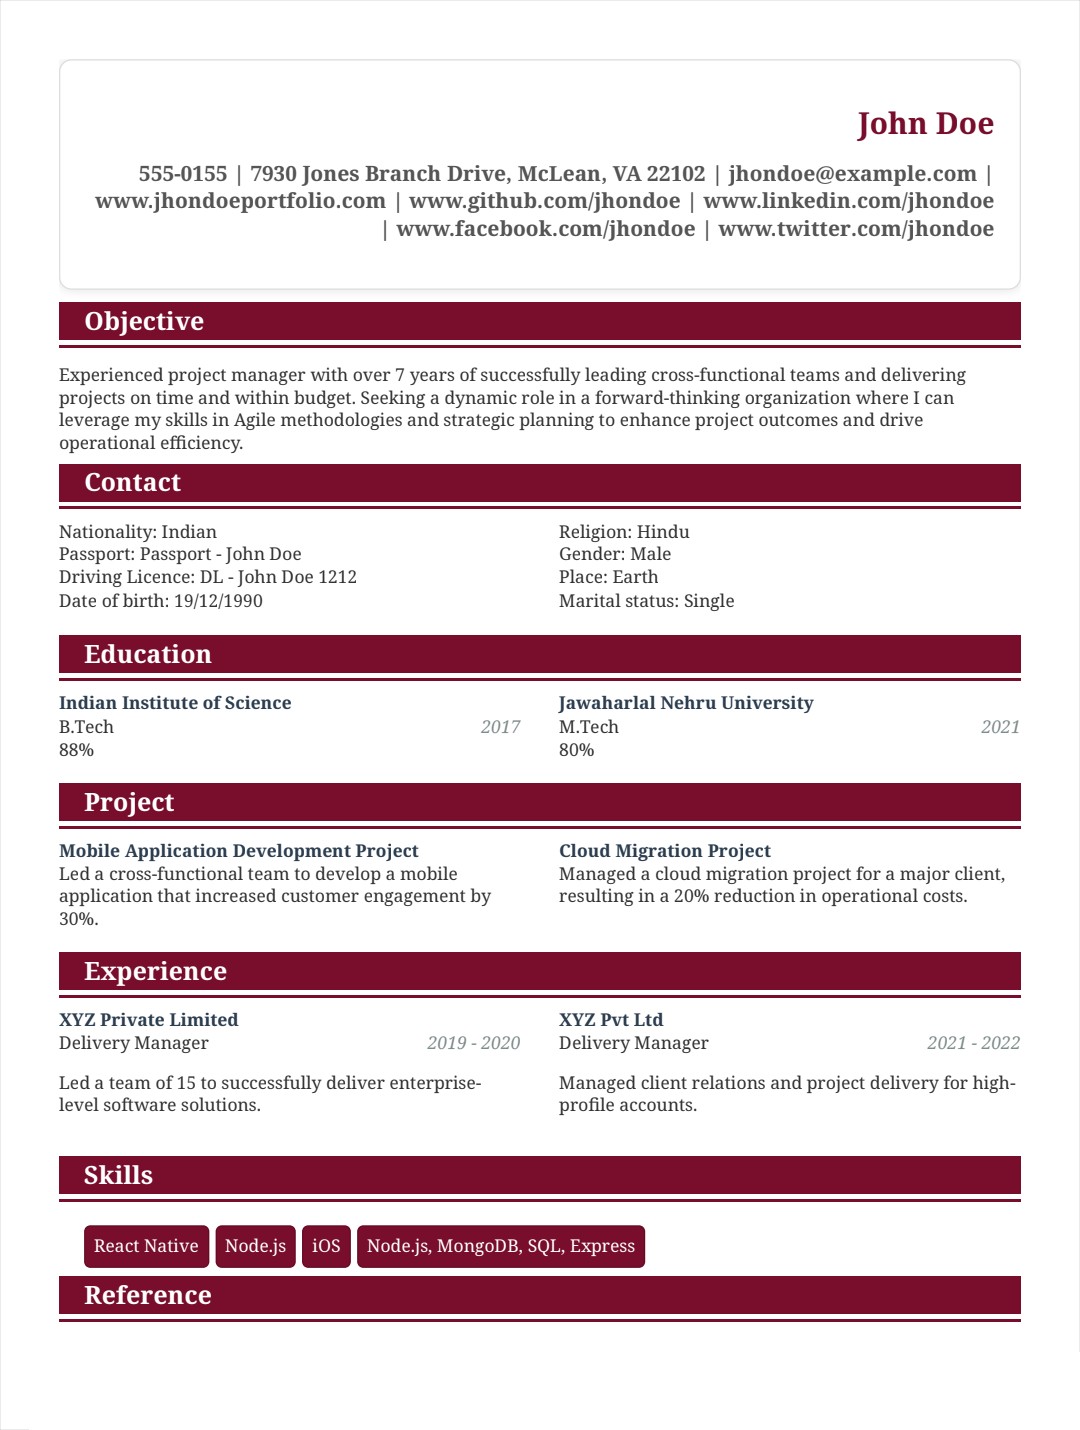 John Doe
555-0155 | 7930 Jones Branch Drive, McLean, VA 22102 | jhondoe@example.com |
www.jhondoeportfolio.com | www.github.com/jhondoe | www.linkedin.com/jhondoe
| www.facebook.com/jhondoe | www.twitter.com/jhondoe
Objective
Experienced project manager with over 7 years of successfully leading cross-functional teams and delivering
projects on time and within budget. Seeking a dynamic role in a forward-thinking organization where I can
leverage my skills in Agile methodologies and strategic planning to enhance project outcomes and drive
operational efficiency.
Contact
Nationality: Indian
Passport: Passport - John Doe
Driving Licence: DL - John Doe 1212
Date of birth: 19/12/1990
Religion: Hindu
Gender: Male
Place: Earth
Marital status: Single
Education
Indian Institute of Science
B.Tech 2017
88%
Jawaharlal Nehru University
M.Tech 2021
80%
Project
Mobile Application Development Project
Led a cross-functional team to develop a mobile
application that increased customer engagement by
30%.
Cloud Migration Project
Managed a cloud migration project for a major client,
resulting in a 20% reduction in operational costs.
Experience
XYZ Private Limited
Delivery Manager 2019 - 2020
Led a team of 15 to successfully deliver enterprise-
level software solutions.
XYZ Pvt Ltd
Delivery Manager 2021 - 2022
Managed client relations and project delivery for high-
profile accounts.
Skills
React Native Node.js iOS Node.js, MongoDB, SQL, Express
Reference